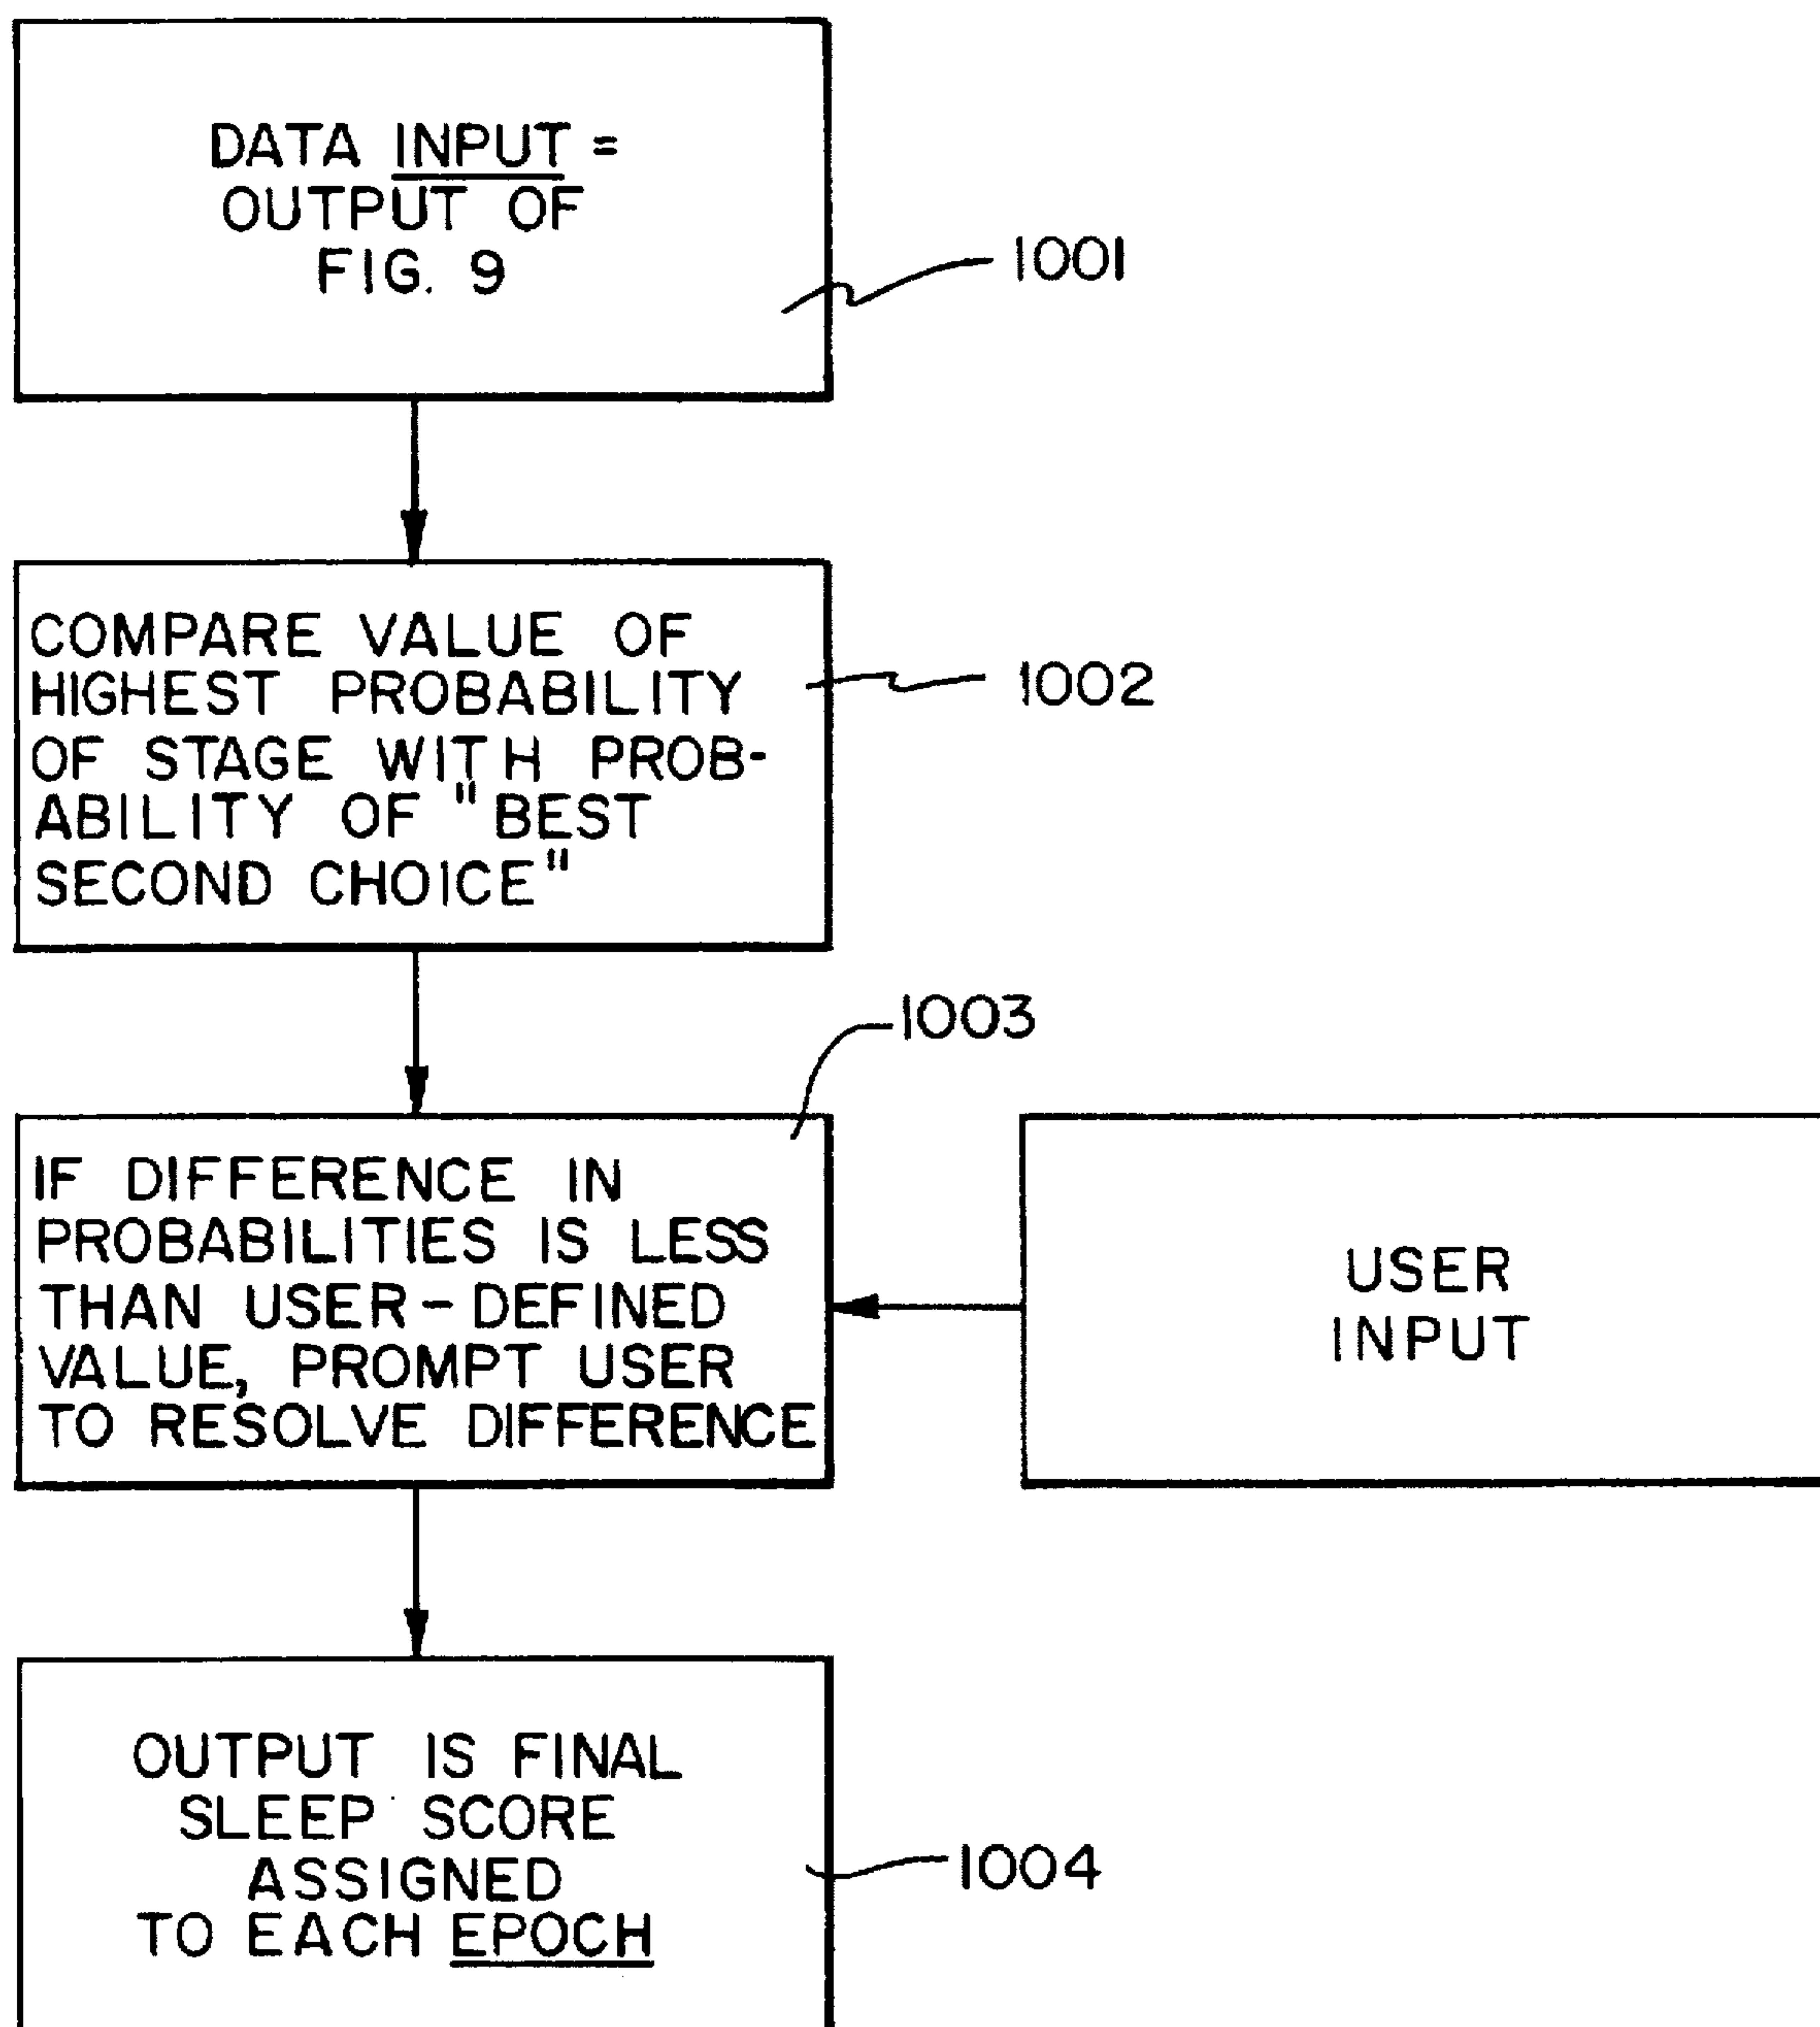 DATA INPUT =
OUTPUT OF
FIG. 9
1001
COMPARE VALUE OF
HIGHEST PROBABILITY
OF STAGE WITH PROB-
ABILITY OF "BEST
SECOND CHOICE"
1002
1003
IF DIFFERENCE IN
PROBABILITIES IS LESS
THAN USER-DEFINED
VALUE, PROMPT USER
TO RESOLVE DIFFERENCE
USER
INPUT
OUTPUT IS FINAL
SLEEP SCORE
ASSIGNED
TO EACH EPOCH
1004